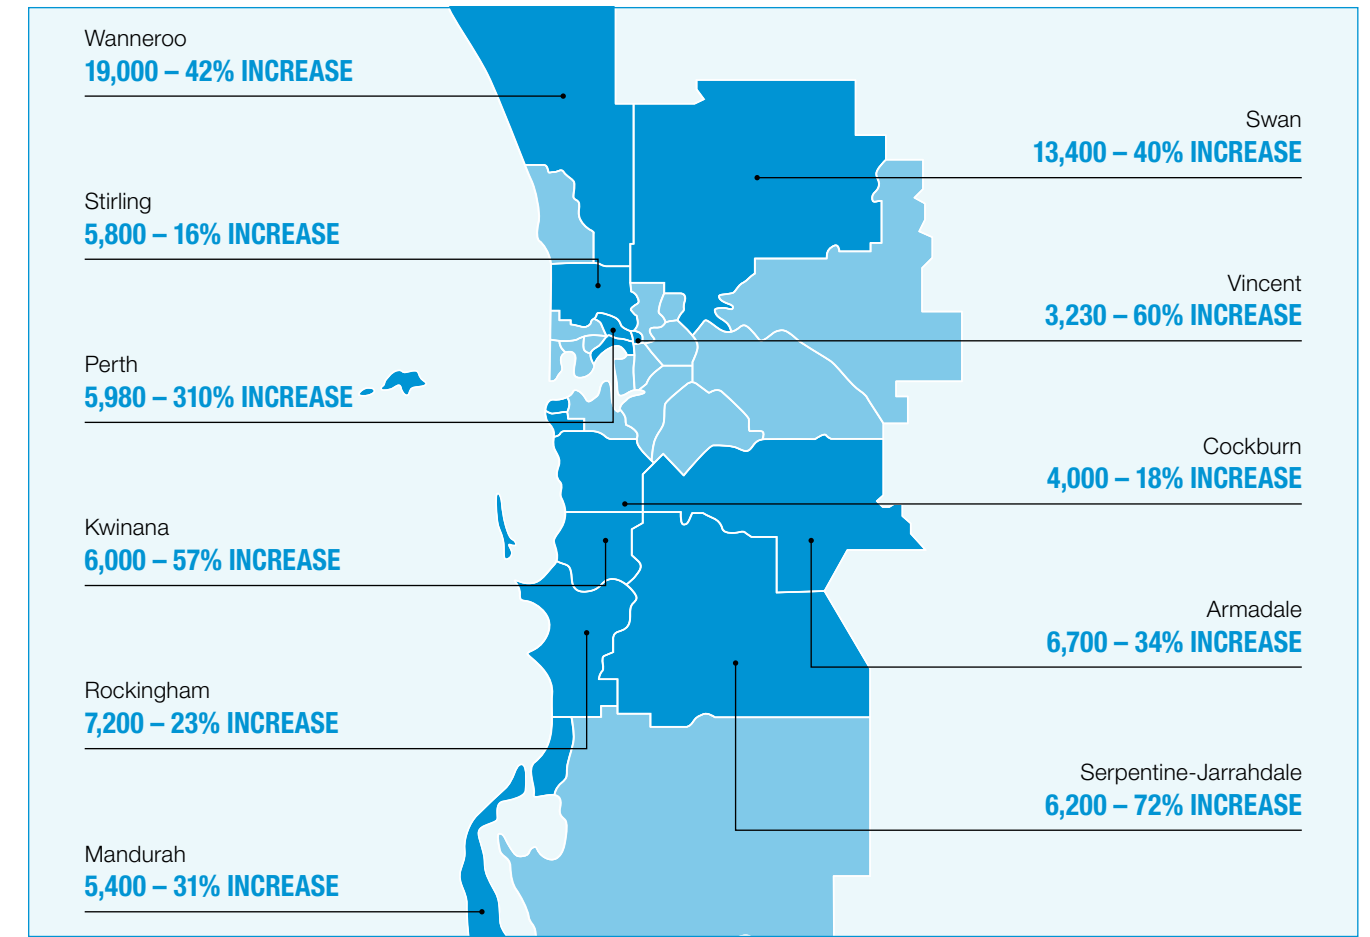 Wanneroo
19,000 – 42% INCREASE
Stirling
5,800 – 16% INCREASE
Perth
5,980 – 310% INCREASE
Kwinana
6,000 – 57% INCREASE
Rockingham
7,200 – 23% INCREASE
Mandurah
5,400 – 31% INCREASE
Swan
13,400 – 40% INCREASE
Vincent
3,230 – 60% INCREASE
Cockburn
4,000 – 18% INCREASE
Armadale
6,700 – 34% INCREASE
Serpentine-Jarrahdale
6,200 – 72% INCREASE